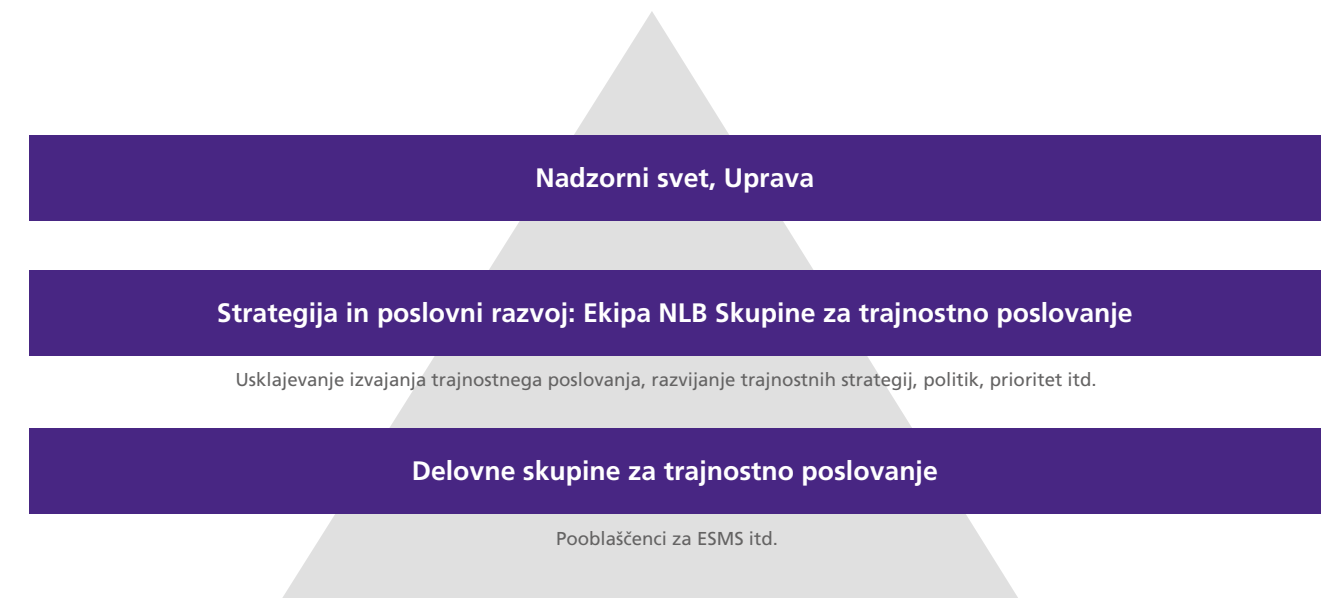 Nadzorni svet, Uprava
Strategija in poslovni razvoj: Ekipa NLB Skupine za trajnostno poslovanje
Usklajevanje izvajanja trajnostnega poslovanja, razvijanje trajnostnih strategij, politik, prioritet itd.
Delovne skupine za trajnostno poslovanje
Pooblaščenci za ESMS itd.